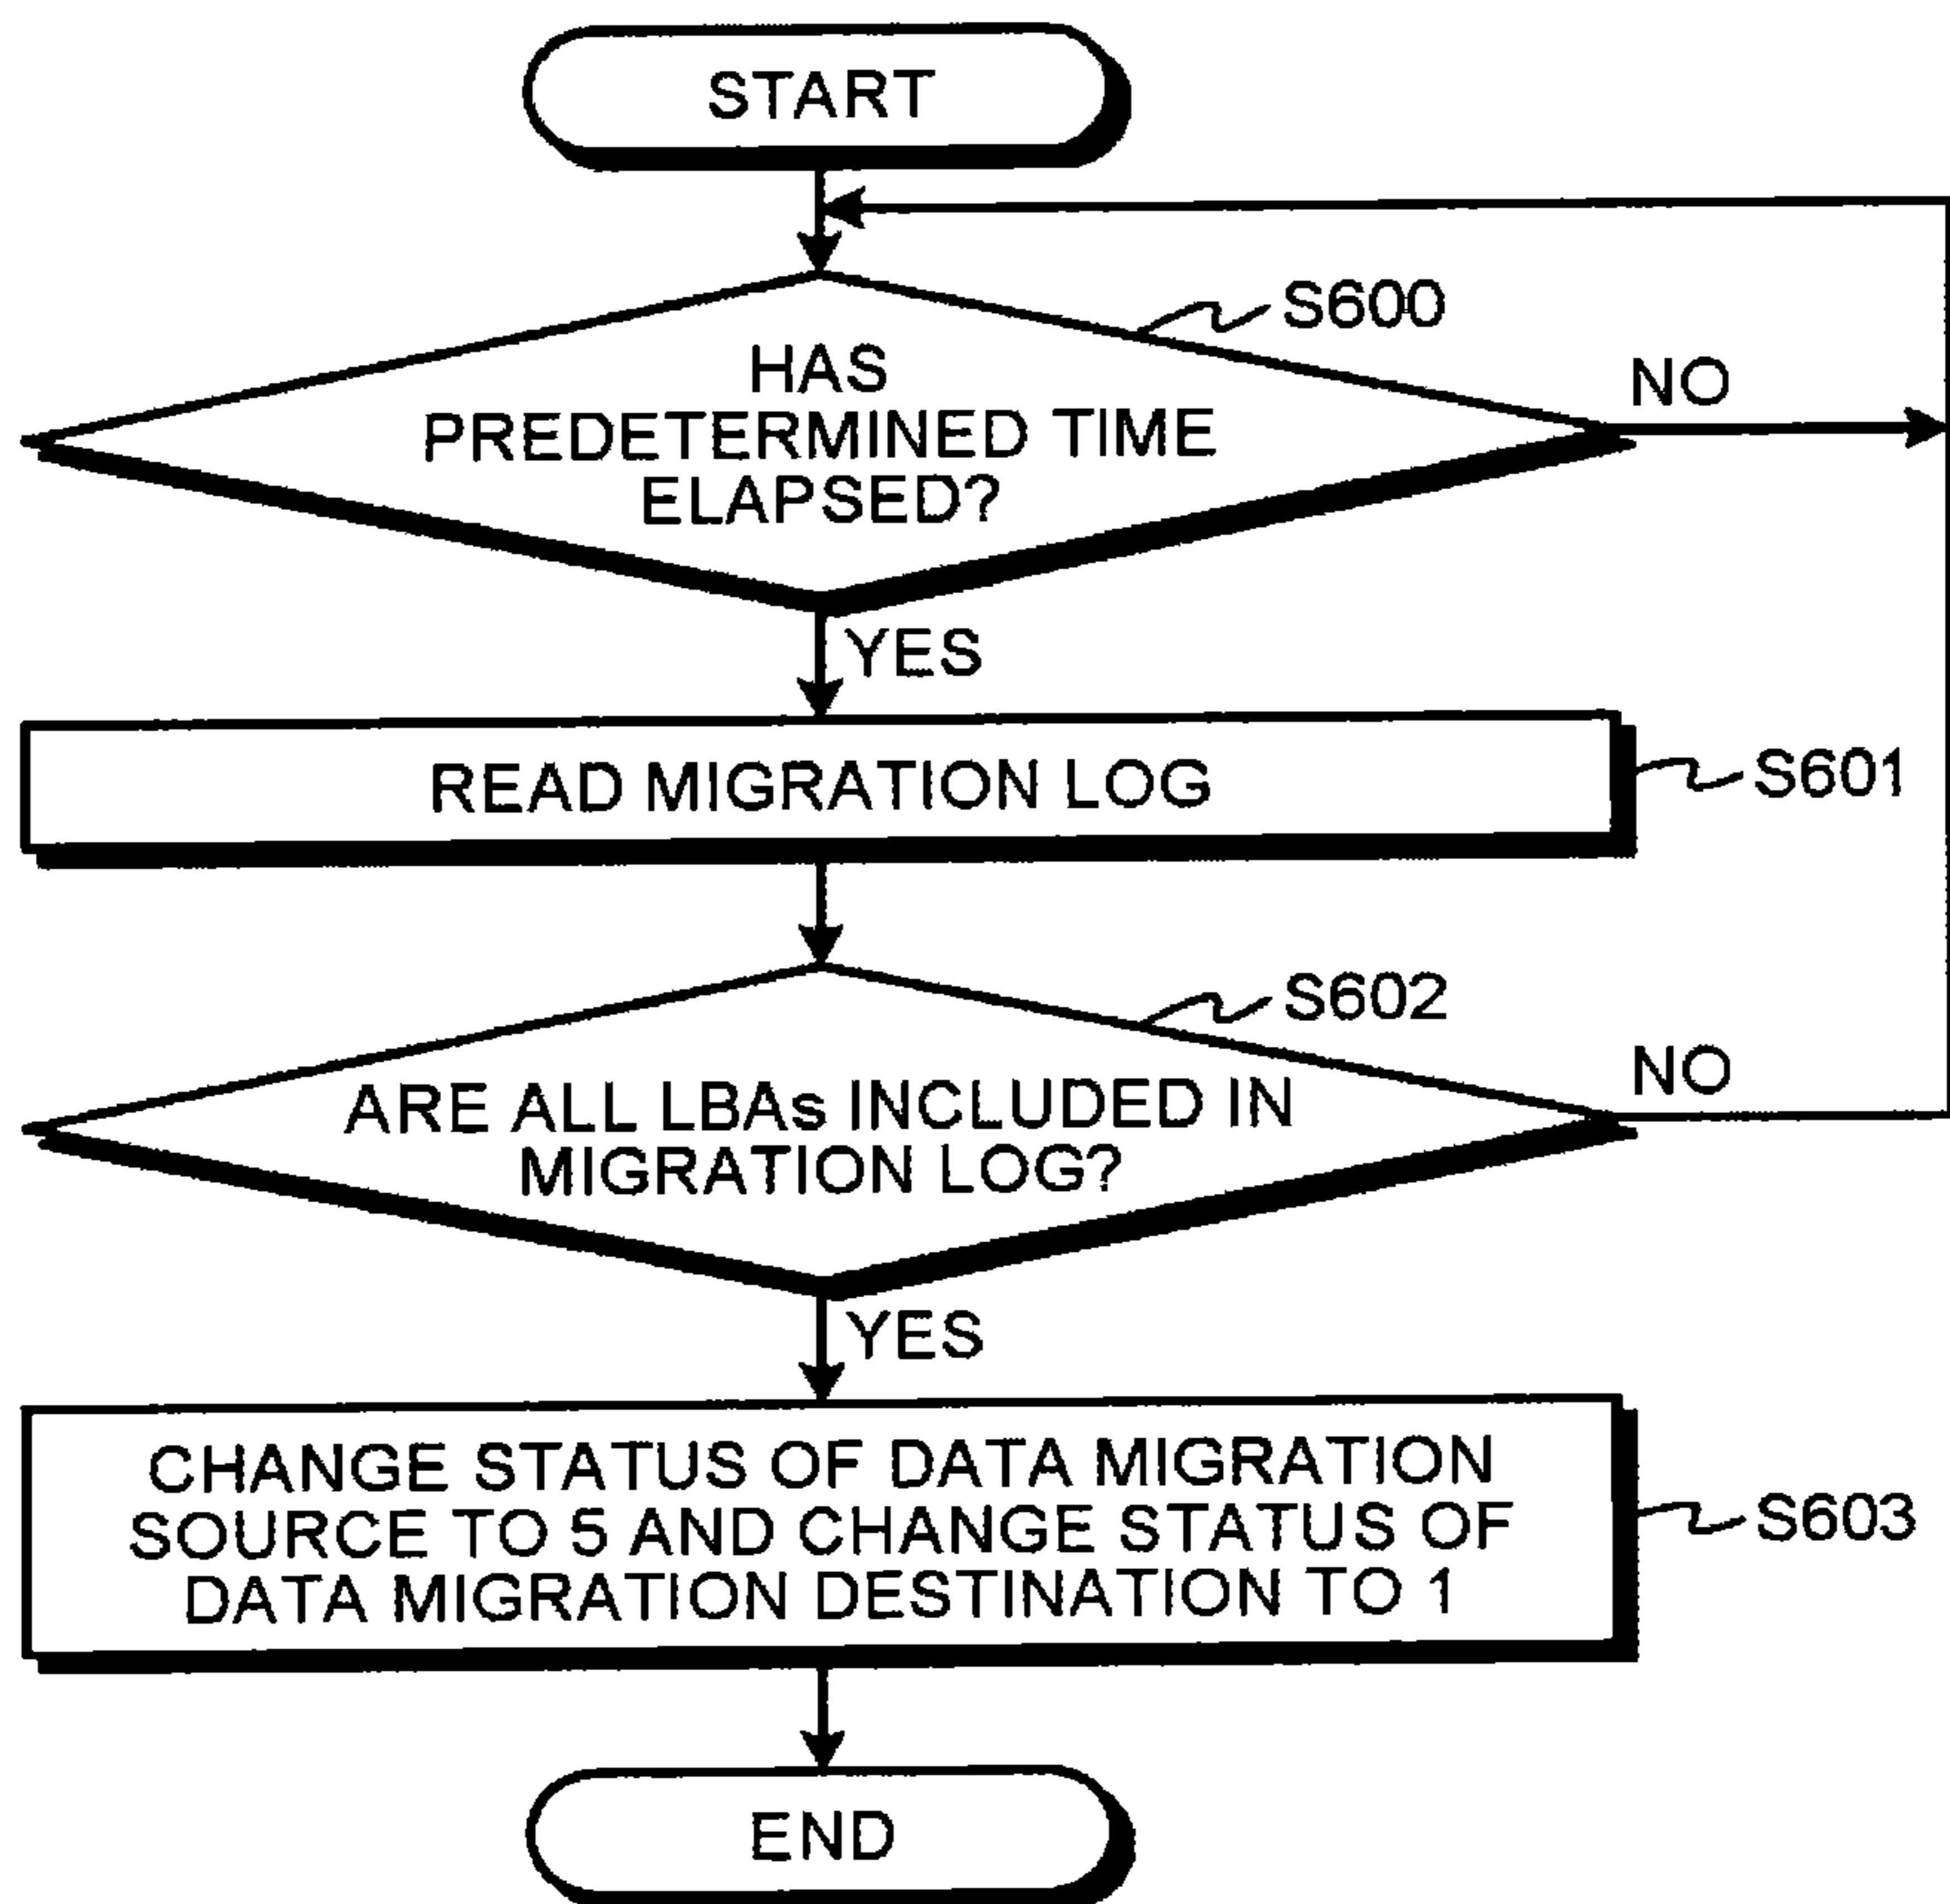 START
S600
HAS
PREDETERMINED TIME
ELAPSED?
NO
YES
READ MIGRATION LOG
S601
S602
ARE ALL LBAs INCLUDED IN
MIGRATION LOG?
NO
YES
CHANGE STATUS OF DATA MIGRATION
SOURCE TO 5 AND CHANGE STATUS OF
DATA MIGRATION DESTINATION TO 1
S603
END